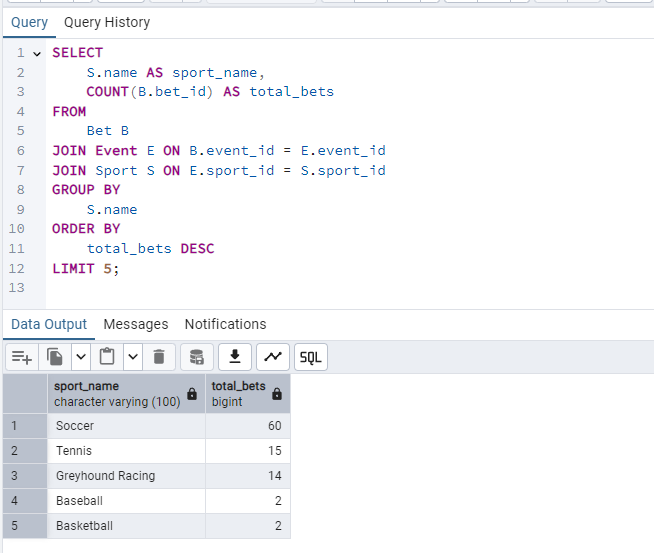 Query Query History
1 SELECT
2 S.name AS sport_name,
3 COUNT(B.bet_id) AS total_bets
4 FROM
5 Bet B
6 JOIN Event E ON B.event_id = E.event_id
7 JOIN Sport S ON E.sport_id = S.sport_id
8 GROUP BY
9 S.name
10 ORDER BY
11 total_bets DESC
12 LIMIT 5;
13
Data Output Messages Notifications
SQL
sport_name total_bets
character varying (100) bigint
1 Soccer 60
2 Tennis 15
3 Greyhound Racing 14
4 Baseball 2
5 Basketball 2